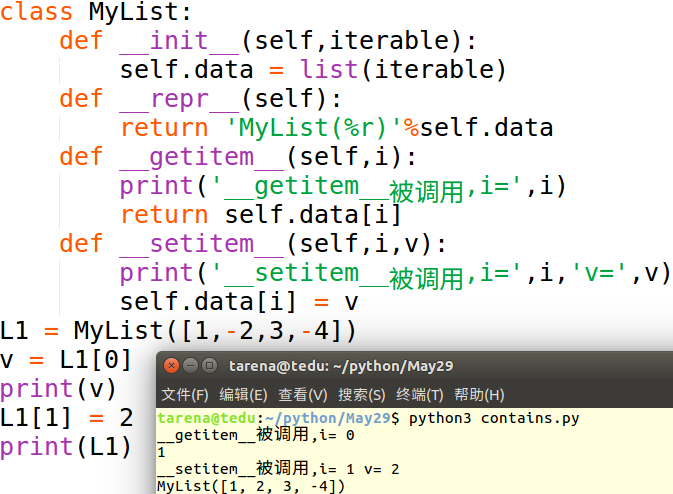 class MyList:
    def __init__(self,iterable):
        self.data = list(iterable)
    def __repr__(self):
        return 'MyList(%r)'%self.data
    def __getitem__(self,i):
        print('__getitem__被调用,i=',i)
        return self.data[i]
    def __setitem__(self,i,v):
        print('__setitem__被调用,i=',i,'v=',v)
        self.data[i] = v
L1 = MyList([1,-2,3,-4])
v = L1[0]
print(v)
L1[1] = 2
print(L1)
tarena@tedu: ~/python/May29
文件(F) 编辑(E) 查看(V) 搜索(S) 终端(T) 帮助(H)
tarena@tedu:~/python/May29$ python3 contains.py
__getitem__被调用,i= 0
1
__setitem__被调用,i= 1 v= 2
MyList([1, 2, 3, -4])